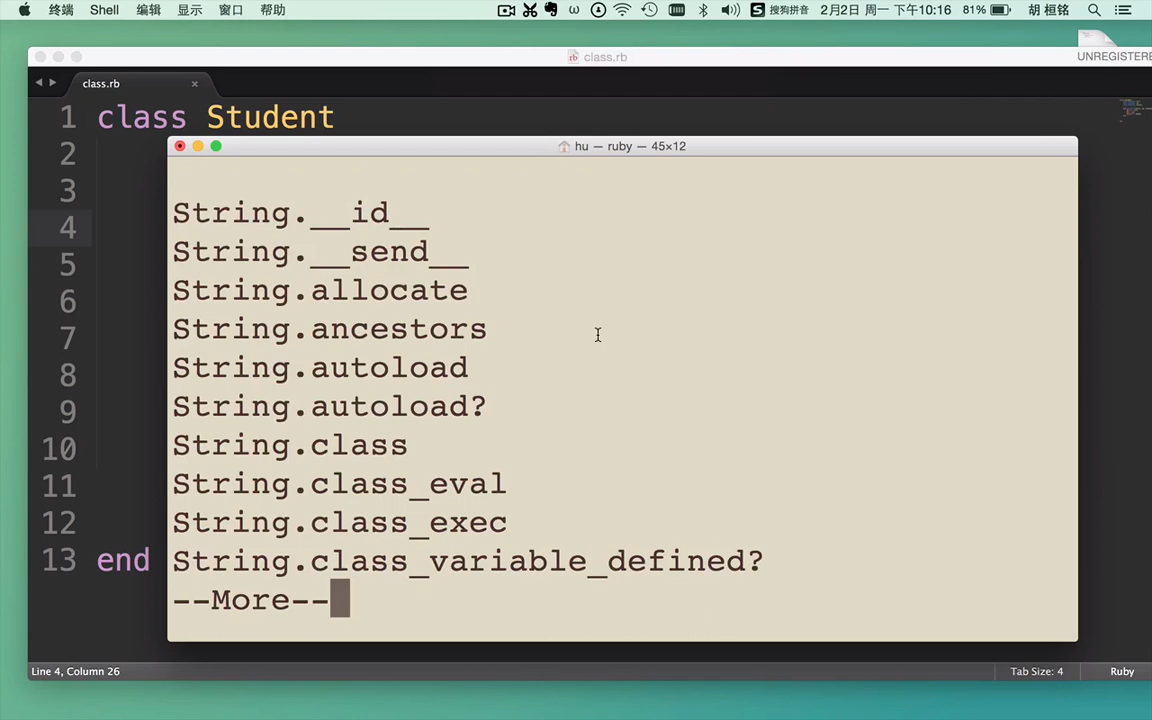 终端 Shell 编辑 显示 窗口 帮助 搜狗拼音 2月2日 周一 下午10:16 81% 胡 桓铭
class.rb UNREGISTERE
class.rb ×
1 class Student
hu — ruby — 45×12
2
3
4
5
6
7
8
9
10
11
12
13 end
String.__id__
String.__send__
String.allocate
String.ancestors
String.autoload
String.autoload?
String.class
String.class_eval
String.class_exec
String.class_variable_defined?
--More--
Line 4, Column 26 Tab Size: 4 Ruby